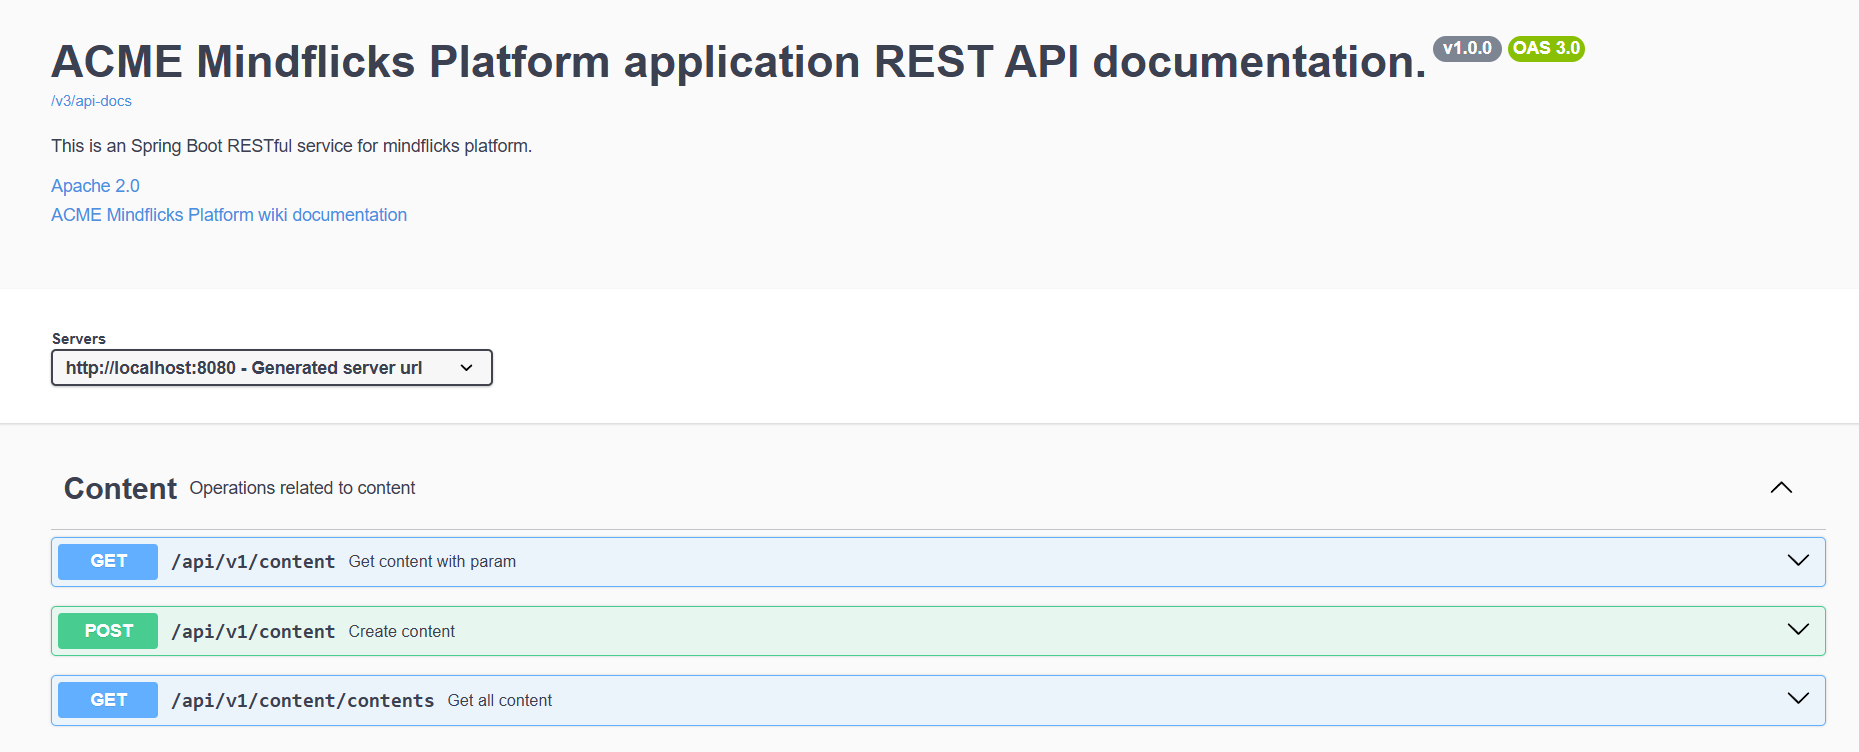 ACME Mindflicks Platform application REST API documentation. v1.0.0 OAS 3.0
/v3/api-docs
This is an Spring Boot RESTful service for mindflicks platform.
Apache 2.0
ACME Mindflicks Platform wiki documentation
Servers
http://localhost:8080 - Generated server url
Content Operations related to content
GET /api/v1/content Get content with param
POST /api/v1/content Create content
GET /api/v1/content/contents Get all content